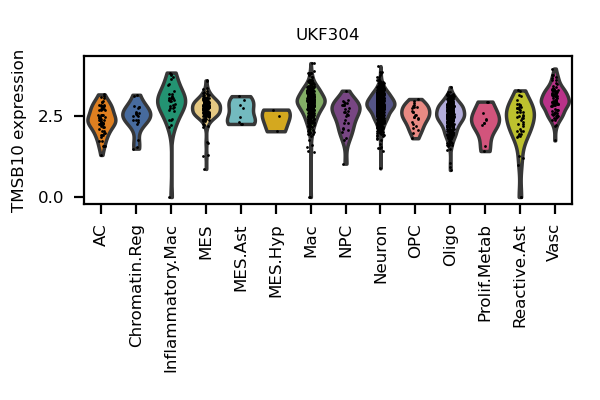 UKF304
TMSB10 expression
2.5
0.0
AC
Chromatin.Reg
Inflammatory.Mac
MES
MES.Ast
MES.Hyp
Mac
NPC
Neuron
OPC
Oligo
Prolif.Metab
Reactive.Ast
Vasc